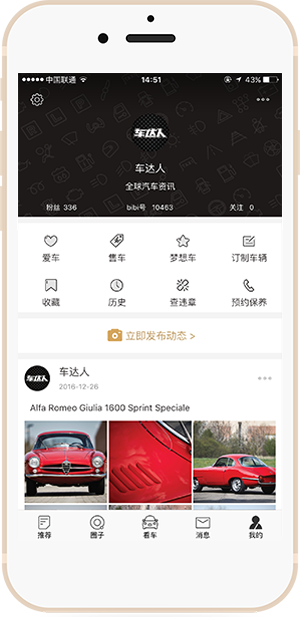 中国联通 14:51 43%
车达人
车达人
全球汽车资讯
粉丝 336 bibi号 10463 关注 0
爱车 售车 梦想车 订制车辆
收藏 历史 查违章 预约保养
立即发布动态 >
车达人
车达人
2016-12-26
Alfa Romeo Giulia 1600 Sprint Speciale
推荐 圈子 看车 消息 我的